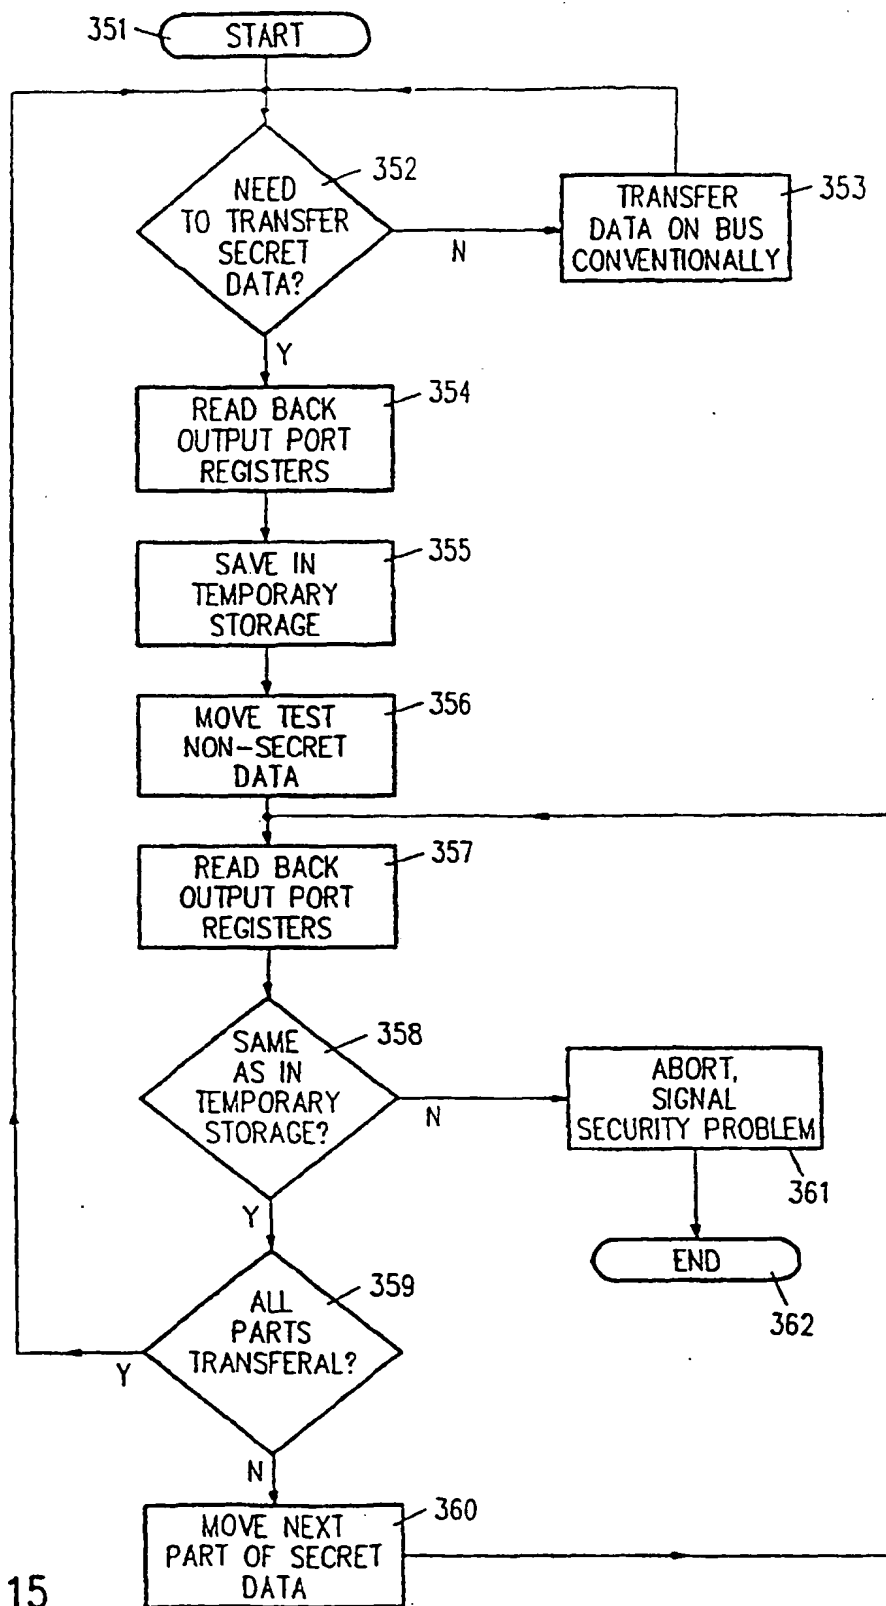 351
START
352
NEED
TO TRANSFER
SECRET
DATA?
N
TRANSFER
DATA ON BUS
CONVENTIONALLY
353
Y
354
READ BACK
OUTPUT PORT
REGISTERS
355
SAVE IN
TEMPORARY
STORAGE
356
MOVE TEST
NON-SECRET
DATA
357
READ BACK
OUTPUT PORT
REGISTERS
358
SAME
AS IN
TEMPORARY
STORAGE?
N
ABORT,
SIGNAL
SECURITY PROBLEM
361
Y
END
362
359
ALL
PARTS
TRANSFERAL?
Y
N
360
MOVE NEXT
PART OF SECRET
DATA
15